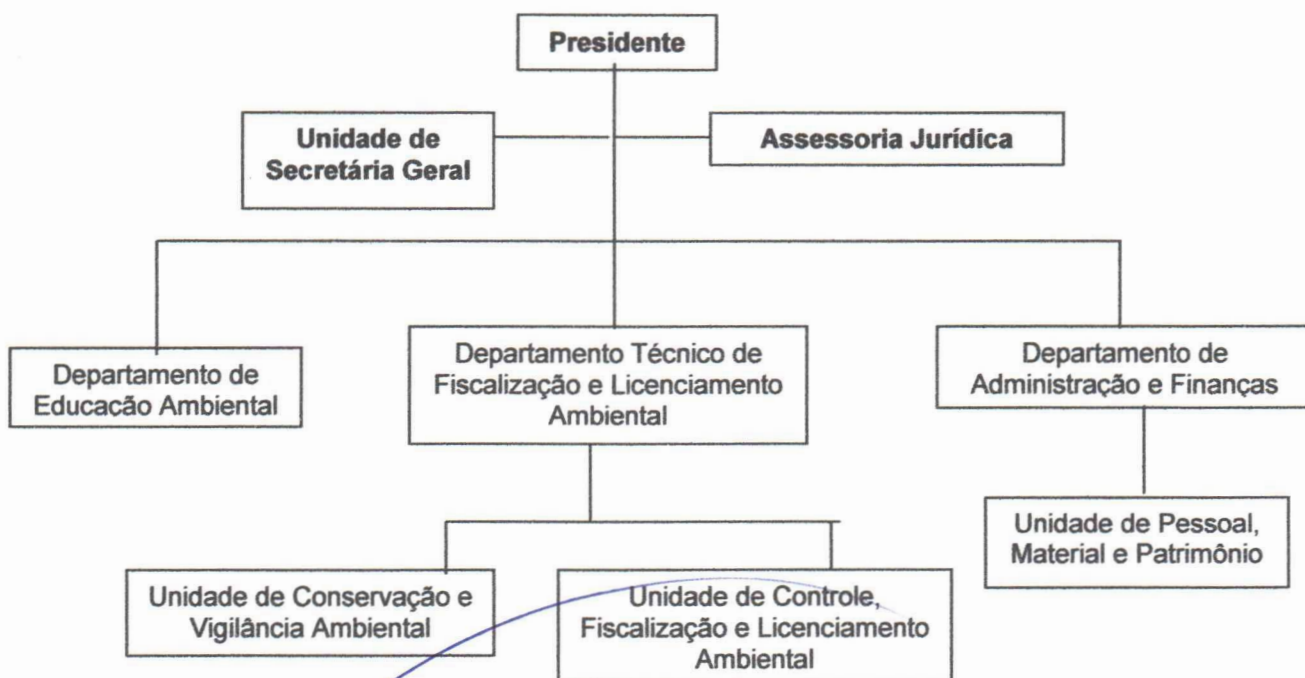 Presidente
Unidade de
Secretária Geral
Assessoria Jurídica
Departamento de
Educação Ambiental
Departamento Técnico de
Fiscalização e Licenciamento
Ambiental
Departamento de
Administração e Finanças
Unidade de Conservação e
Vigilância Ambiental
Unidade de Controle,
Fiscalização e Licenciamento
Ambiental
Unidade de Pessoal,
Material e Patrimônio